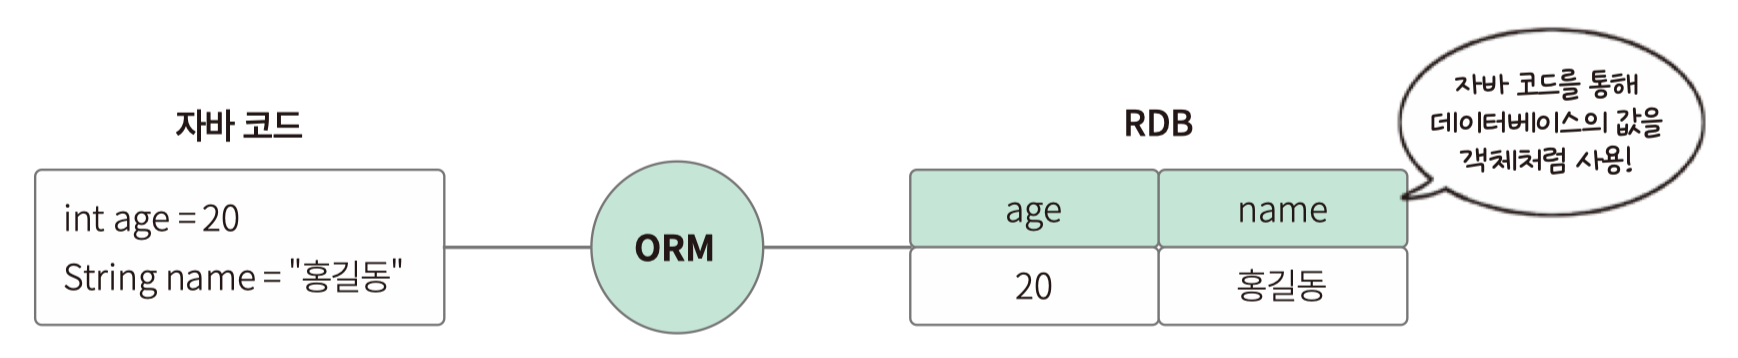 자바 코드
int age = 20
String name = "홍길동"
ORM
RDB
age
name
20
홍길동
자바 코드를 통해
데이터베이스의 값을
객체처럼 사용!